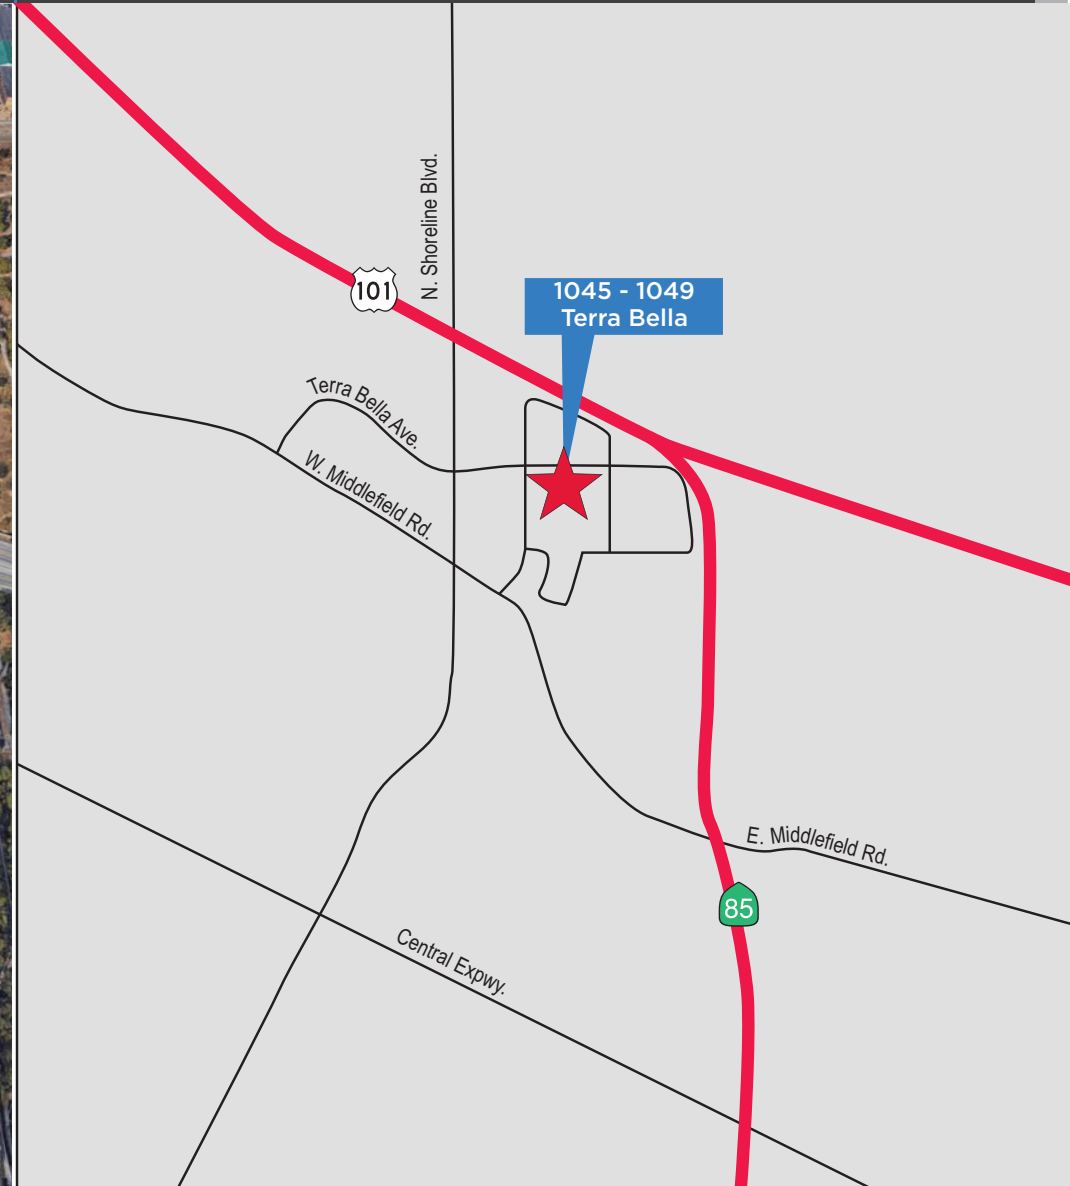 N. Shoreline Blvd.
101
1045 - 1049
Terra Bella
Terra Bella Ave.
W. Middlefield Rd.
E. Middlefield Rd.
85
Central Expwy.